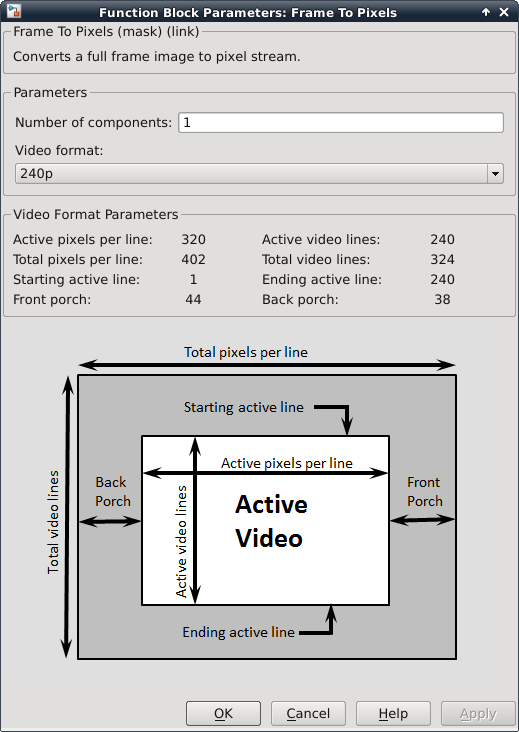 Function Block Parameters: Frame To Pixels
Frame To Pixels (mask) (link)
Converts a full frame image to pixel stream.
Parameters
Number of components: 1
Video format:
240p
Video Format Parameters
Active pixels per line: 320 Active video lines: 240
Total pixels per line: 402 Total video lines: 324
Starting active line: 1 Ending active line: 240
Front porch: 44 Back porch: 38
Total pixels per line
Starting active line
Active pixels per line
Back
Porch
Front
Porch
Active
Video
Total video lines
Active video lines
Ending active line
OK Cancel Help Apply